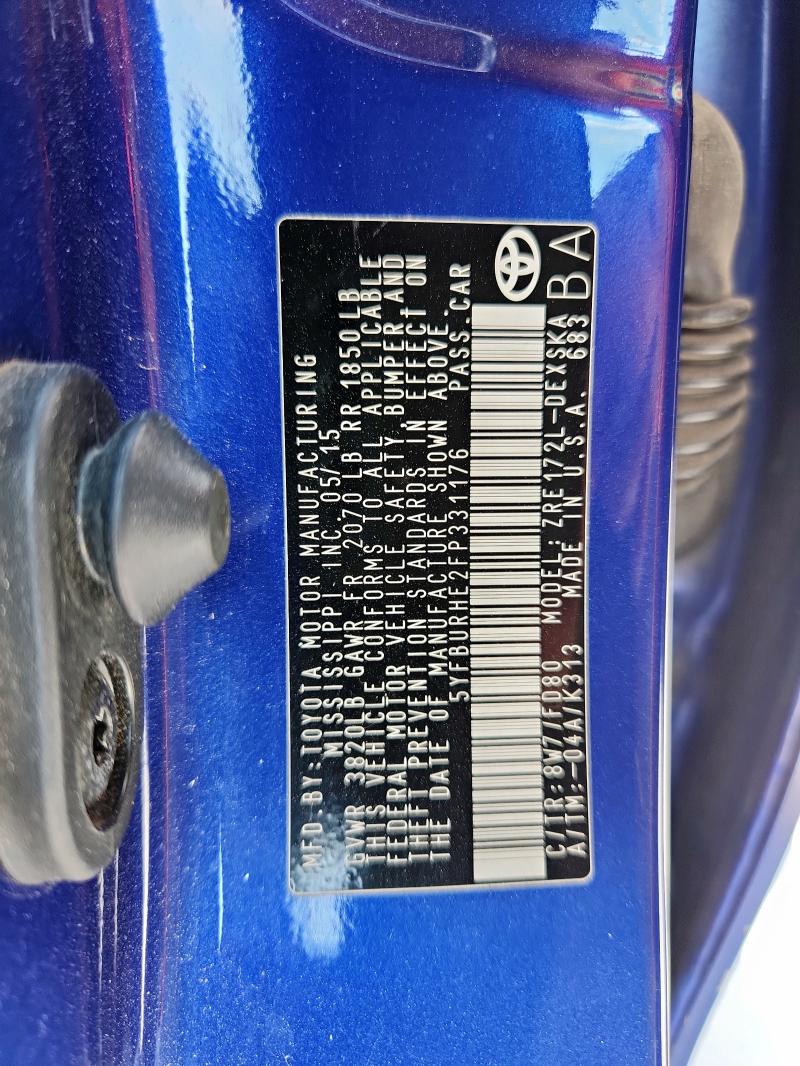 MFD.BY:TOYOTA MOTOR MANUFACTURING
MISSISSIPPI INC. 05/15
GVWR 3820LB GAWR FR 2070 LB RR 1850LB
THIS VEHICLE CONFORMS TO ALL APPLICABLE
FEDERAL MOTOR VEHICLE SAFETY, BUMPER AND
THEFT PREVENTION STANDARDS IN EFFECT ON
THE DATE OF MANUFACTURE SHOWN ABOVE.
5YFBURHE2FP331176 PASS.CAR
C/TR:8W7/FD80 MODEL:ZRE172L-DEXSKA
A/TM:-04A/K313 MADE IN U.S.A. 683
BA